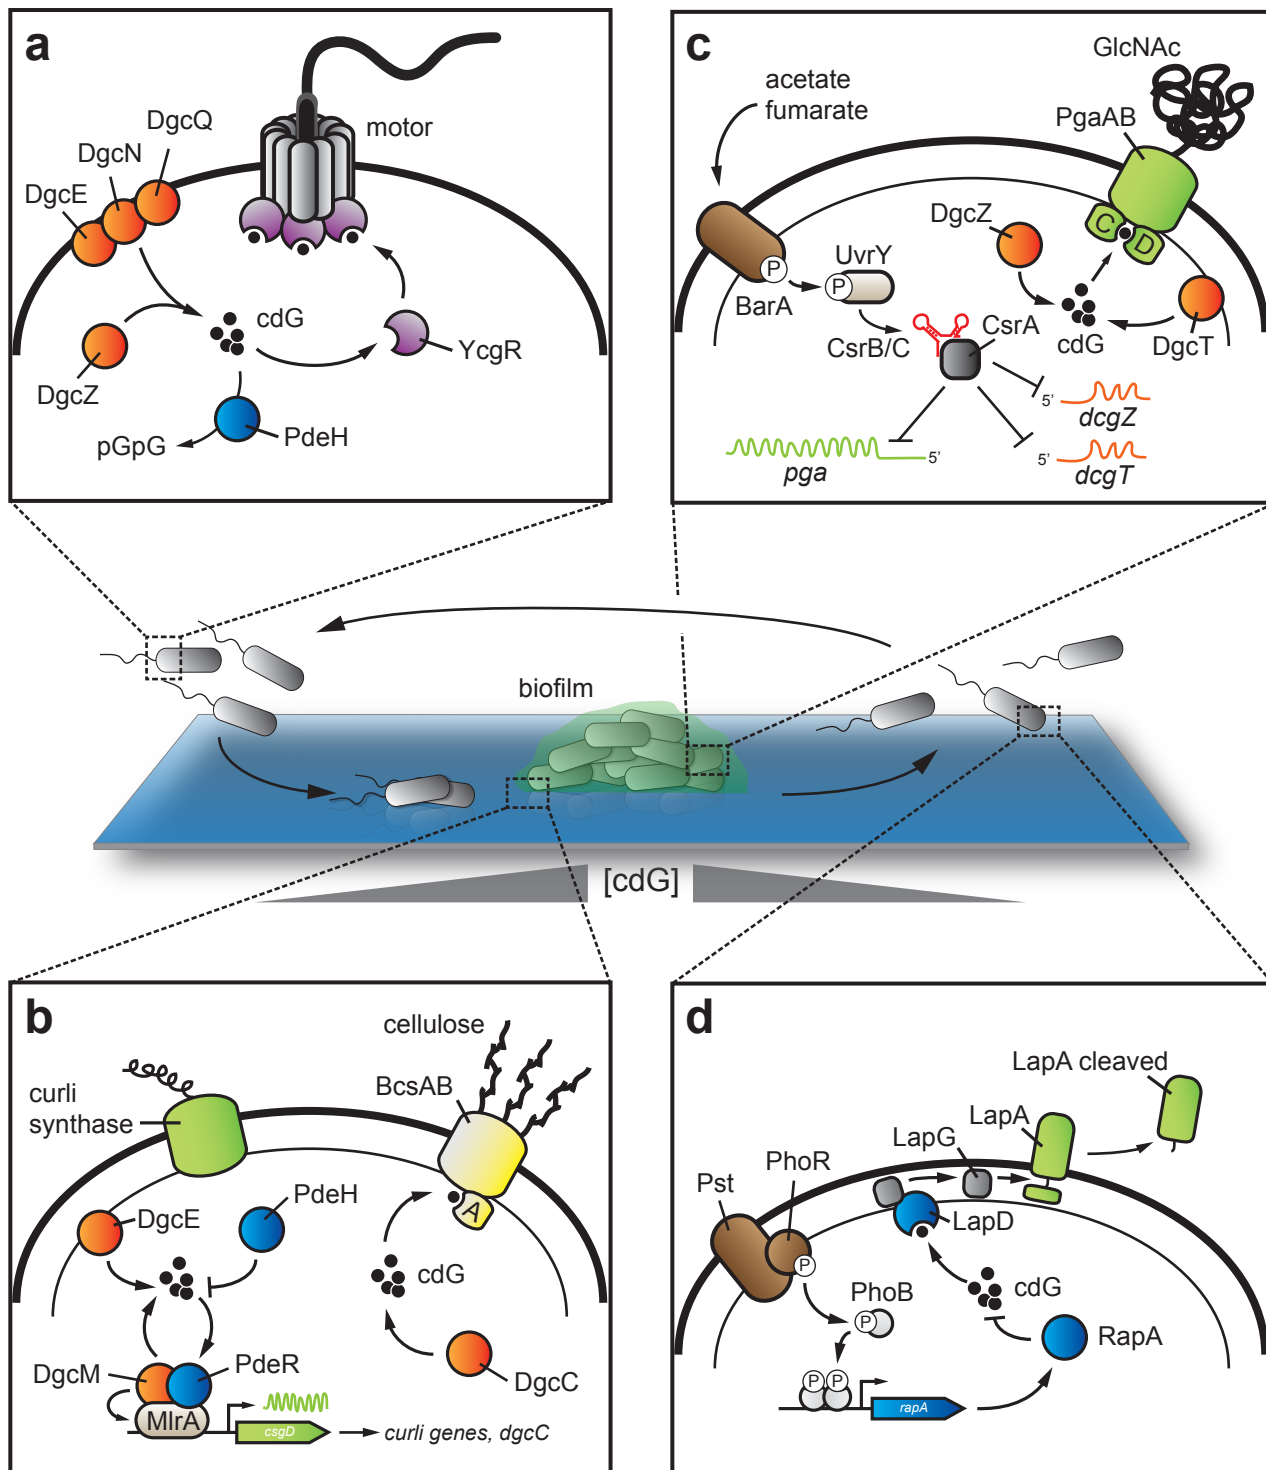 a
DgcQ
DgcN
DgcE
motor
cdG
DgcZ
YcgR
PdeH
pGpG
c
GlcNAc
acetate
fumarate
PgaAB
C
D
DgcZ
P
UvrY
P
BarA
CsrA
CsrB/C
cdG
DgcT
5'
dcgZ
5'
dcgT
5'
pga
biofilm
[cdG]
b
cellulose
BcsAB
curli
synthase
A
PdeH
DgcE
cdG
DgcM
PdeR
DgcC
MlrA
csgD
curli genes, dgcC
d
LapA cleaved
LapA
LapG
PhoR
Pst
LapD
P
cdG
PhoB
P
RapA
P
P
rapA